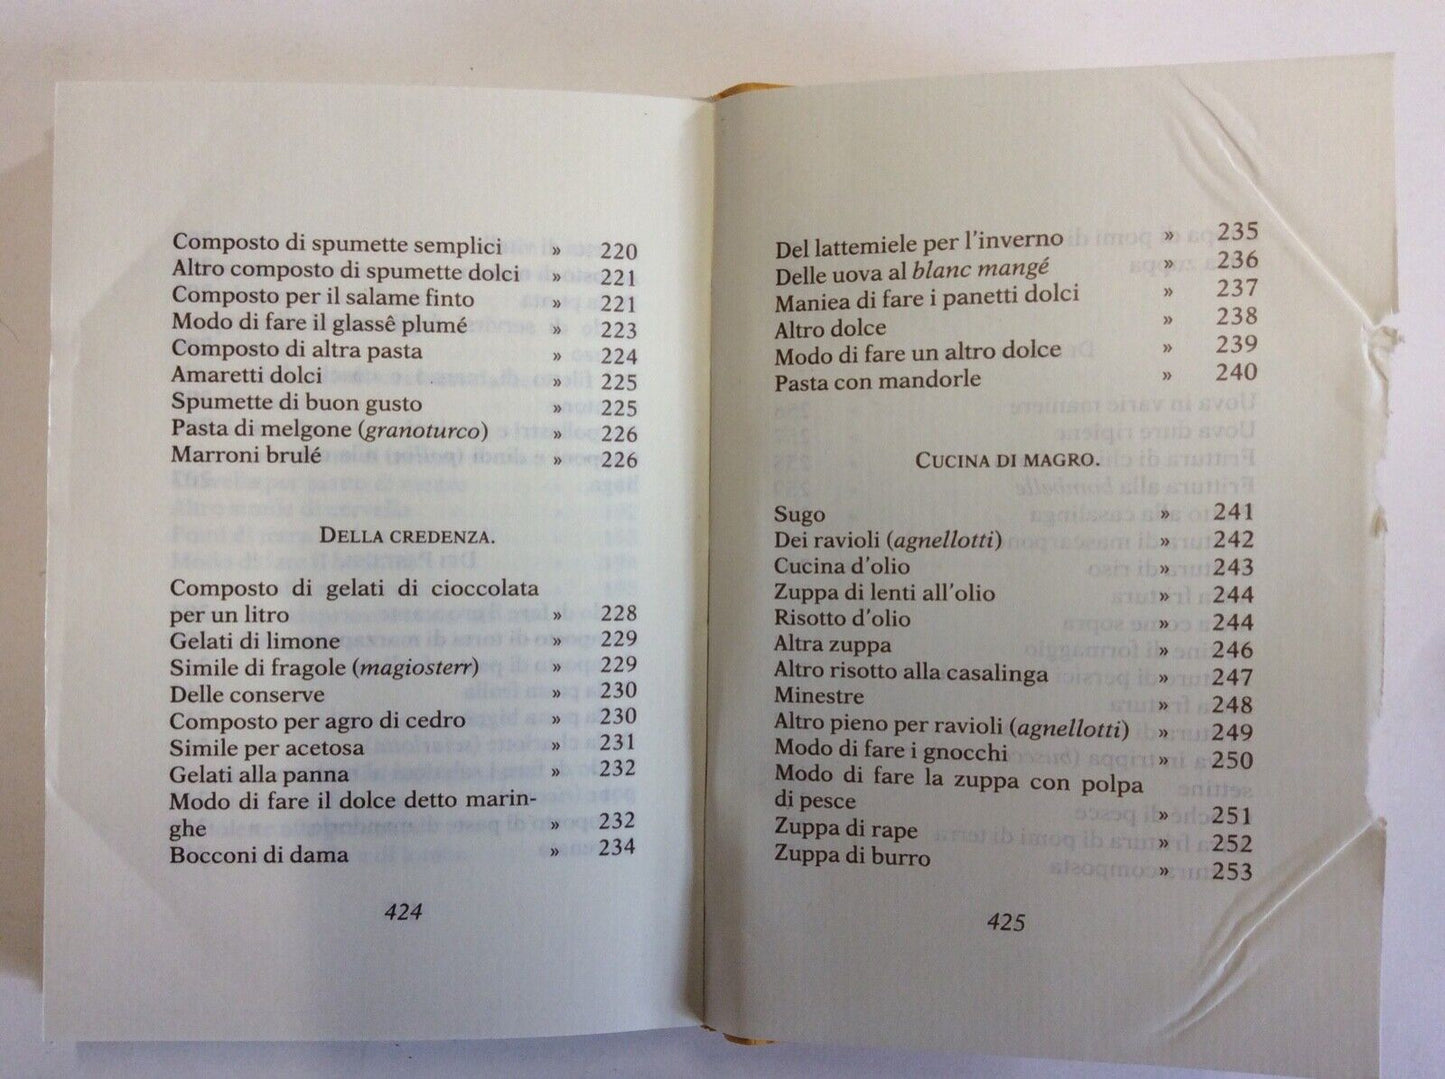 Composto di spumette semplici » 220
Altro composto di spumette dolci » 221
Composto per il salame finto » 221
Modo di fare il glassê plumé » 223
Composto di altra pasta » 224
Amaretti dolci » 225
Spumette di buon gusto » 225
Pasta di melgone (granoturco) » 226
Marroni brulé » 226
DELLA CREDENZA.
Composto di gelati di cioccolata
per un litro » 228
Gelati di limone » 229
Simile di fragole (magiosterr) » 229
Delle conserve » 230
Composto per agro di cedro » 230
Simile per acetosa » 231
Gelati alla panna » 232
Modo di fare il dolce detto marin-
ghe » 232
Bocconi di dama » 234
424
Del lattemiele per l'inverno » 235
Delle uova al blanc mangé » 236
Maniea di fare i panetti dolci » 237
Altro dolce » 238
Modo di fare un altro dolce » 239
Pasta con mandorle » 240
CUCINA DI MAGRO.
Sugo » 241
Dei ravioli (agnellotti) » 242
Cucina d'olio » 243
Zuppa di lenti all'olio » 244
Risotto d'olio » 244
Altra zuppa » 246
Altro risotto alla casalinga » 247
Minestre » 248
Altro pieno per ravioli (agnellotti) » 249
Modo di fare i gnocchi » 250
Modo di fare la zuppa con polpa
di pesce » 251
Zuppa di rape » 252
Zuppa di burro » 253
425